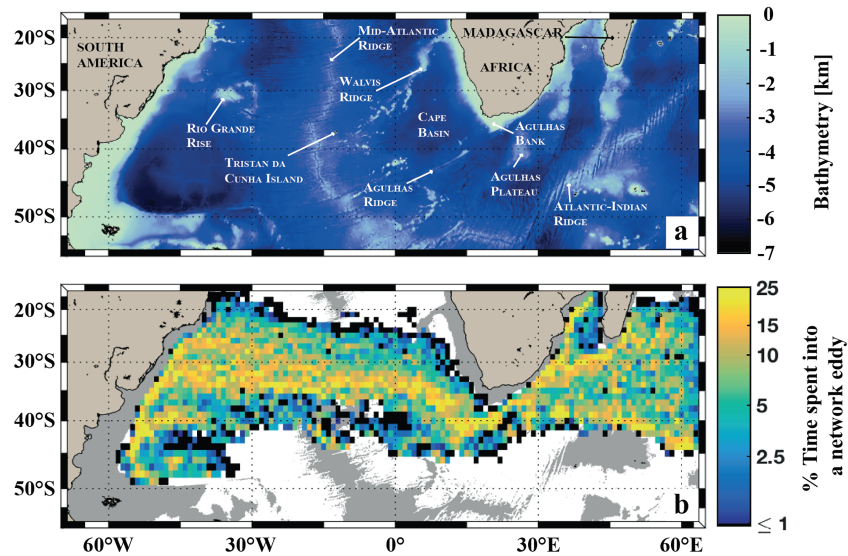 20°S
30°S
40°S
50°S
SOUTH
AMERICA
MID-ATLANTIC
RIDGE
MADAGASCAR
AFRICA
WALVIS
RIDGE
RIO GRANDE
RISE
CAPE
BASIN
TRISTAN DA
CUNHA ISLAND
AGULHAS
BANK
AGULHAS
RIDGE
AGULHAS
PLATEAU
ATLANTIC-INDIAN
RIDGE
a
0
-1
-2
-3
-4
-5
-6
-7
Bathymetry [km]
20°S
30°S
40°S
50°S
b
60°W
30°W
0°
30°E
60°E
25
15
10
5
2.5
≤ 1
% Time spent into
a network eddy